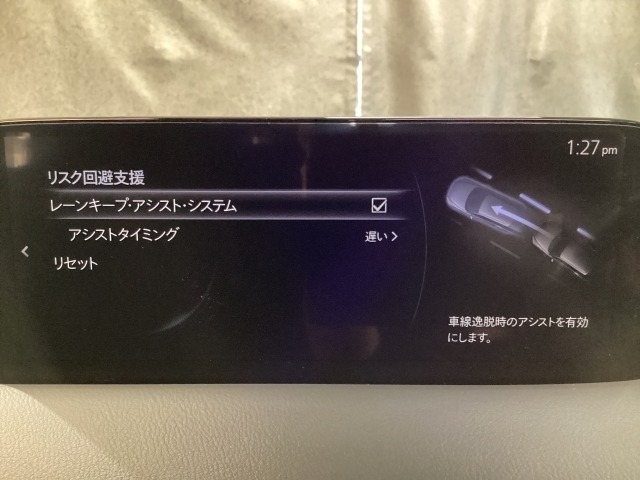 1:27pm
リスク回避支援
レーンキープ・アシスト・システム
アシストタイミング 遅い
リセット
車線逸脱時のアシストを有効
にします。